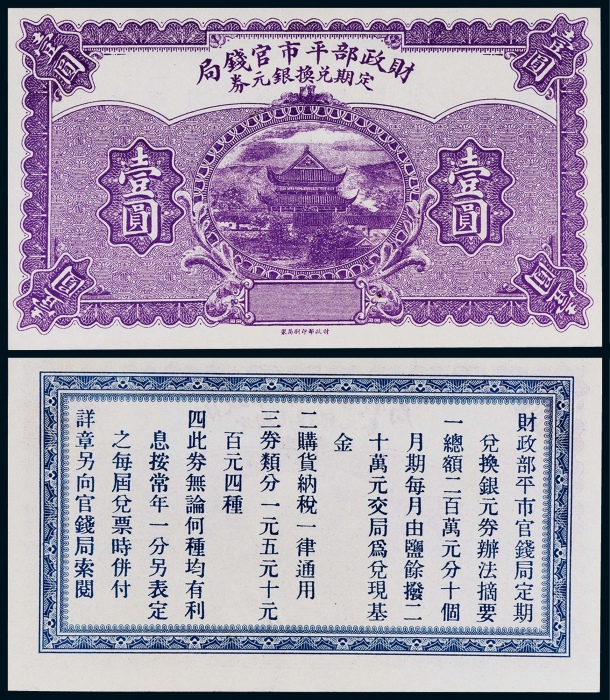 財政部平市官錢局
定期兌換銀元券
壹圓
壹圓
壹圓
壹圓
壹圓
壹圓
財政部印刷局製
財政部平市官錢局定期
兌換銀元券辦法摘要
一總額二百萬元分十個
月期每月由鹽餘撥二
十萬元交局爲兌現基
金
二購貨納稅一律通用
三券類分一元五元十元
百元四種
四此券無論何種均有利
息按常年一分另表定
之每屆兌票時併付
詳章另向官錢局索閱